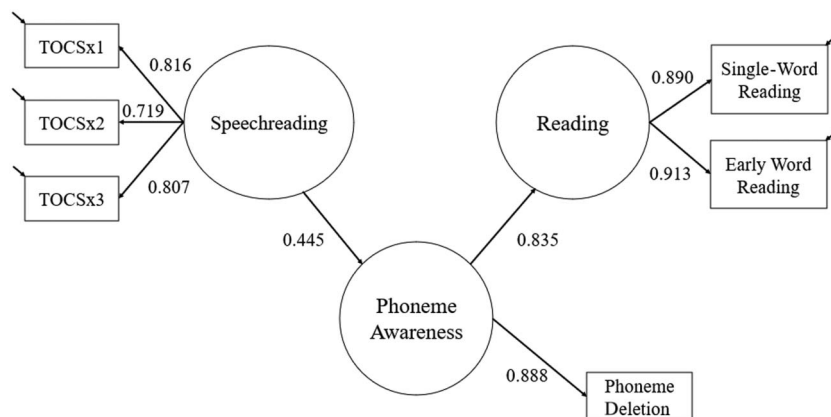 TOCSx1
0.816
Speechreading
TOCSx2
0.719
TOCSx3
0.807
Reading
0.890
Single-Word
Reading
0.913
Early Word
Reading
0.445
0.835
Phoneme
Awareness
0.888
Phoneme
Deletion